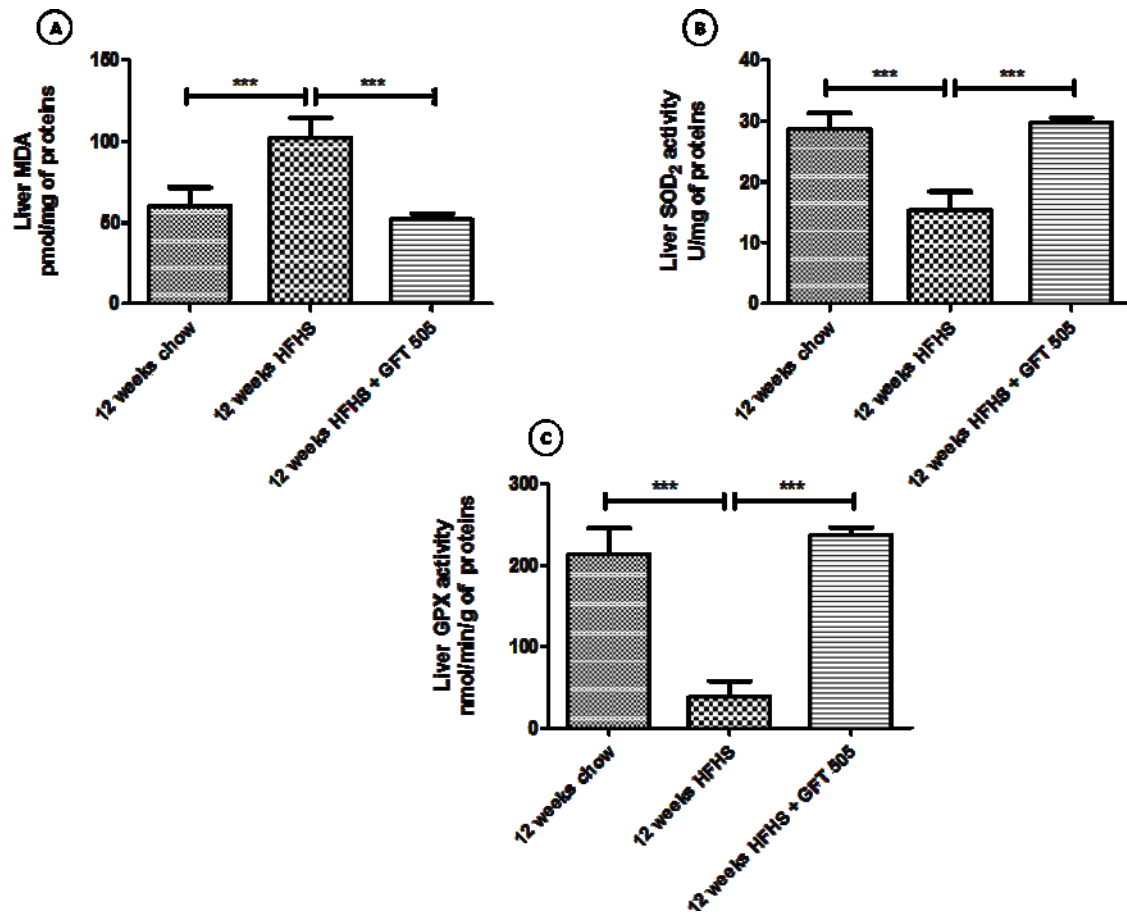 A
Liver MDA
pmol/mg of proteins
150
100
50
0
***
***
12 weeks chow
12 weeks HFHS
12 weeks HFHS + GFT 505
B
Liver SOD₂ activity
U/mg of proteins
40
30
20
10
0
***
***
12 weeks chow
12 weeks HFHS
12 weeks HFHS + GFT 505
C
Liver GPX activity
nmol/min/g of proteins
300
200
100
0
***
***
12 weeks chow
12 weeks HFHS
12 weeks HFHS + GFT 505